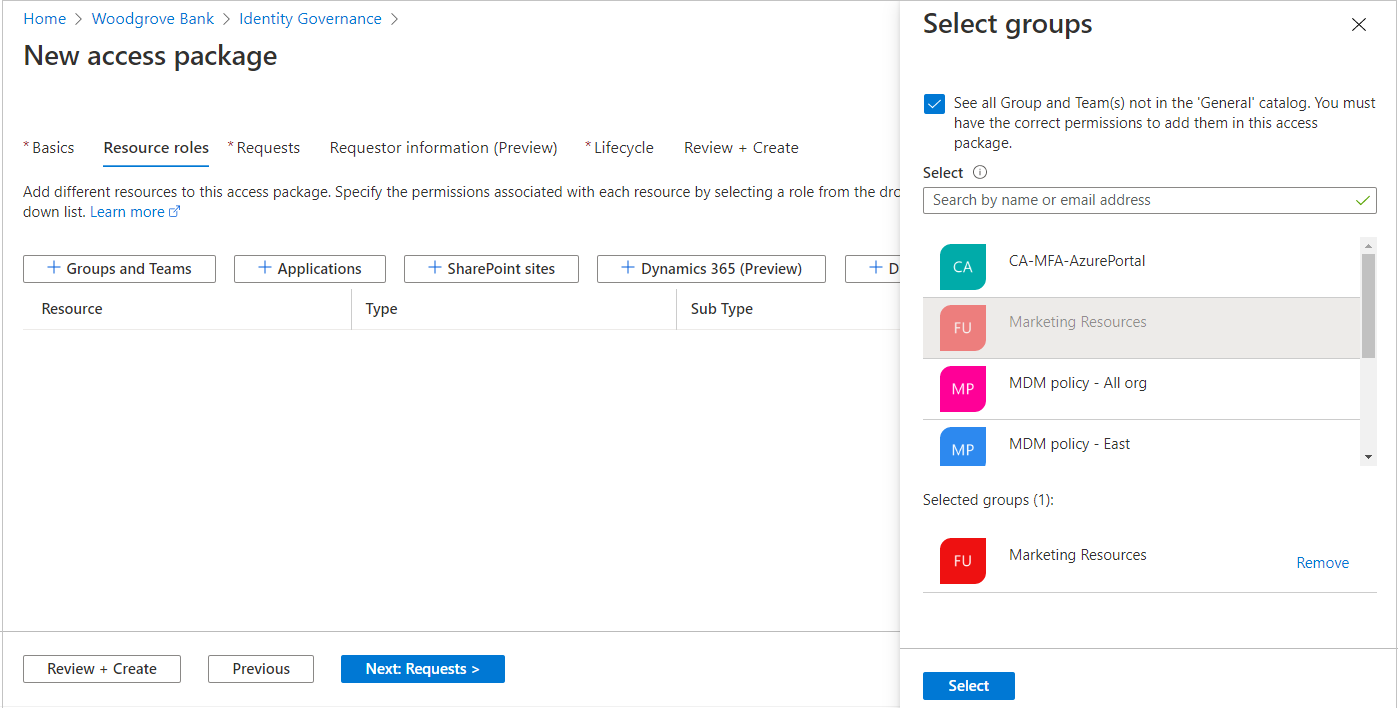 Home > Woodgrove Bank > Identity Governance >
New access package
*Basics Resource roles *Requests Requestor information (Preview) *Lifecycle Review + Create
Add different resources to this access package. Specify the permissions associated with each resource by selecting a role from the dro
down list. Learn more
+ Groups and Teams + Applications + SharePoint sites + Dynamics 365 (Preview) + D
Resource Type Sub Type
Review + Create Previous Next: Requests >
Select groups
See all Group and Team(s) not in the 'General' catalog. You must
have the correct permissions to add them in this access
package.
Select
Search by name or email address
CA CA-MFA-AzurePortal
FU Marketing Resources
MP MDM policy - All org
MP MDM policy - East
Selected groups (1):
FU Marketing Resources
Remove
Select